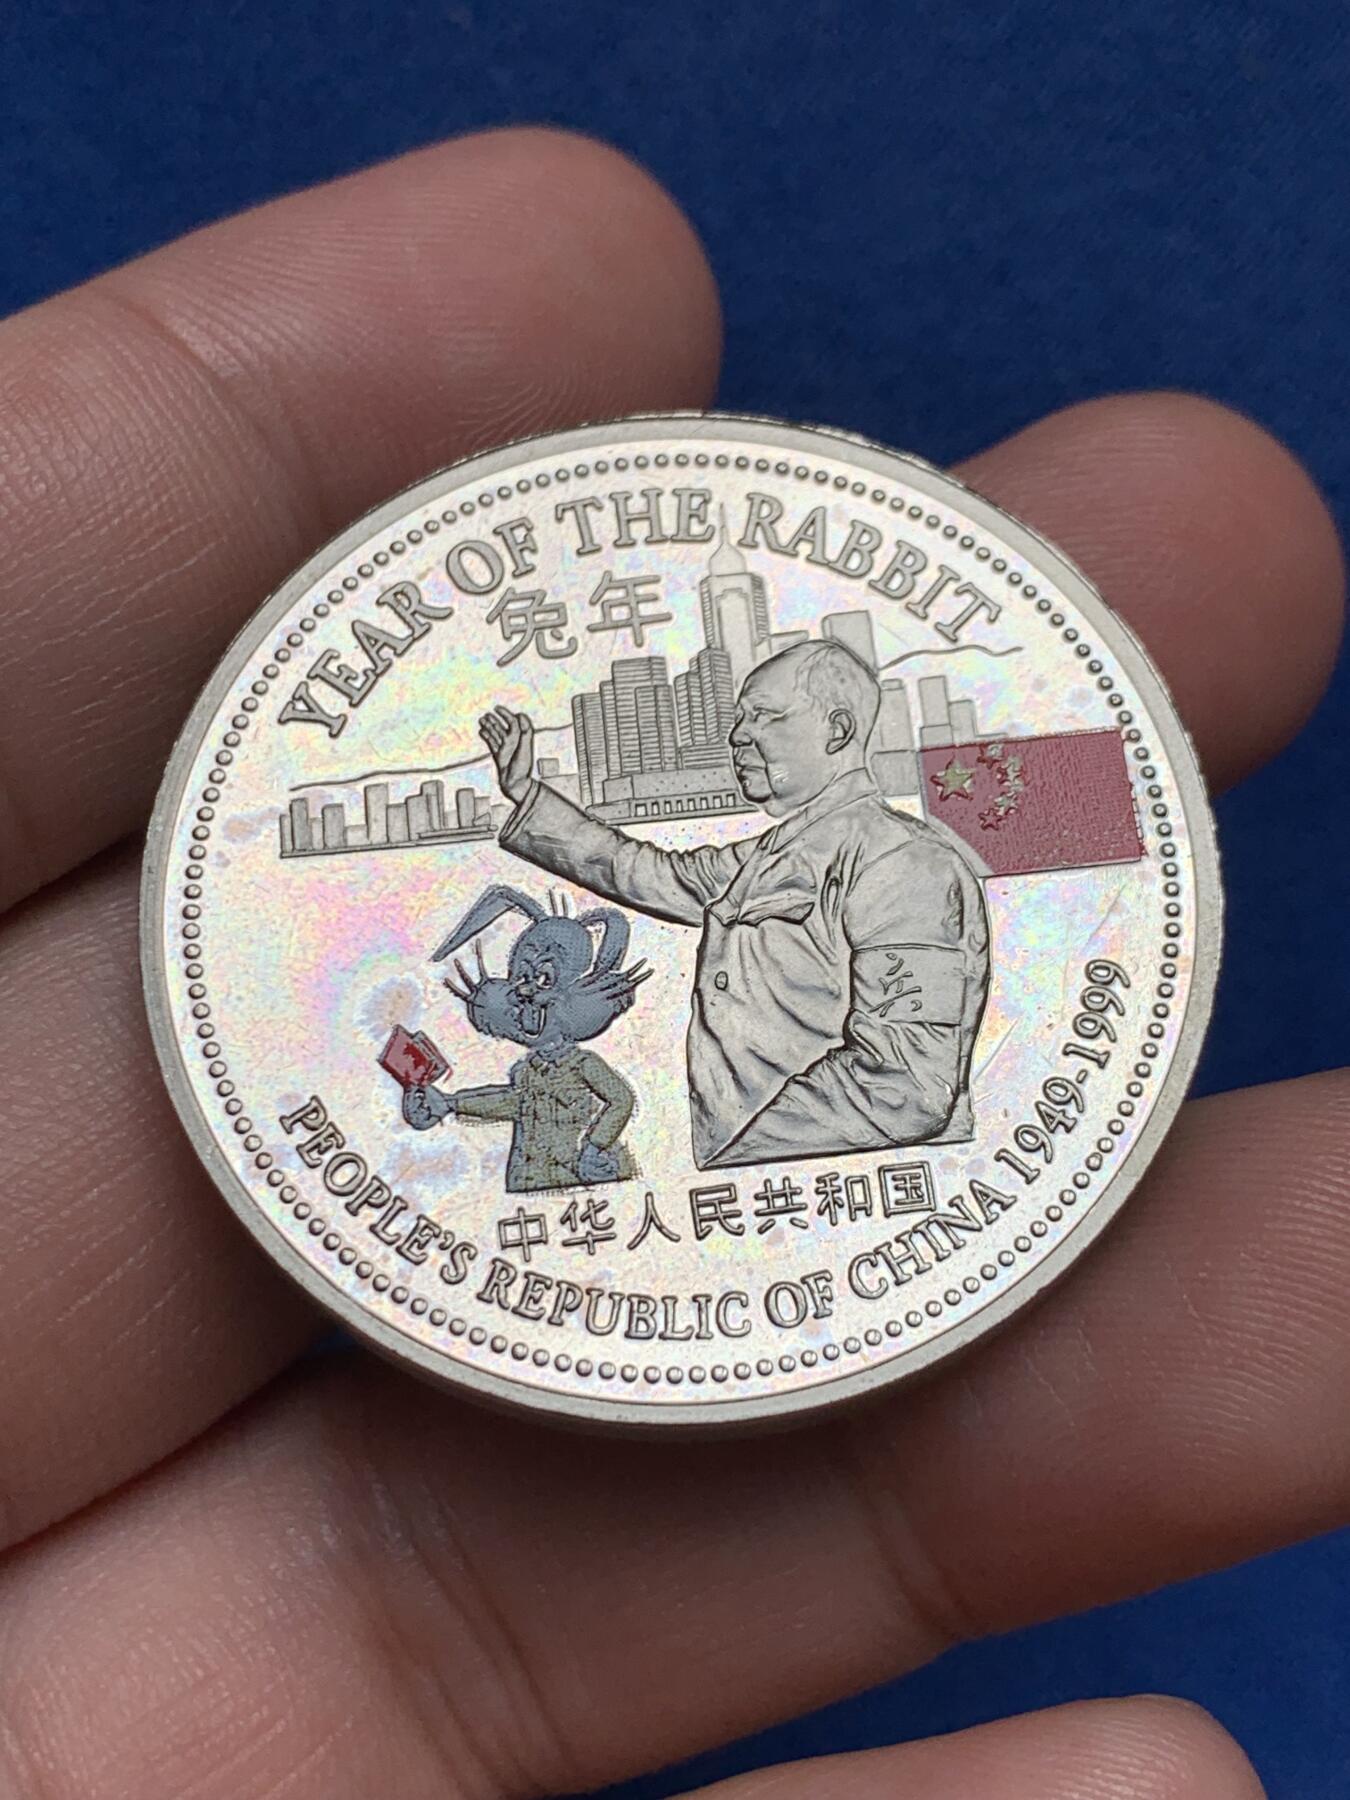 YEAR OF THE RABBIT
兔年
中华人民共和国
PEOPLE'S REPUBLIC OF CHINA 1949-1999